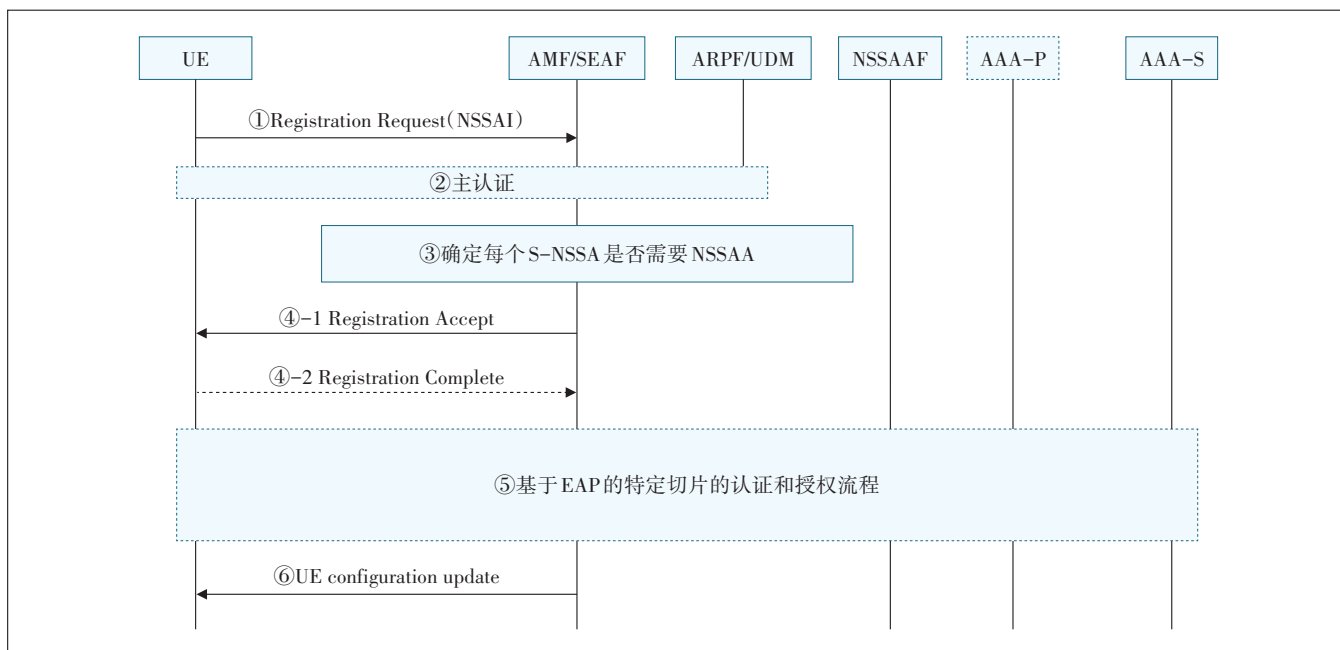 UE
AMF/SEAF
ARPF/UDM
NSSAAF
AAA-P
AAA-S
①Registration Request(NSSAI)
②主认证
③确定每个S-NSSA是否需要NSSAA
④-1 Registration Accept
④-2 Registration Complete
⑤基于EAP的特定切片的认证和授权流程
⑥UE configuration update